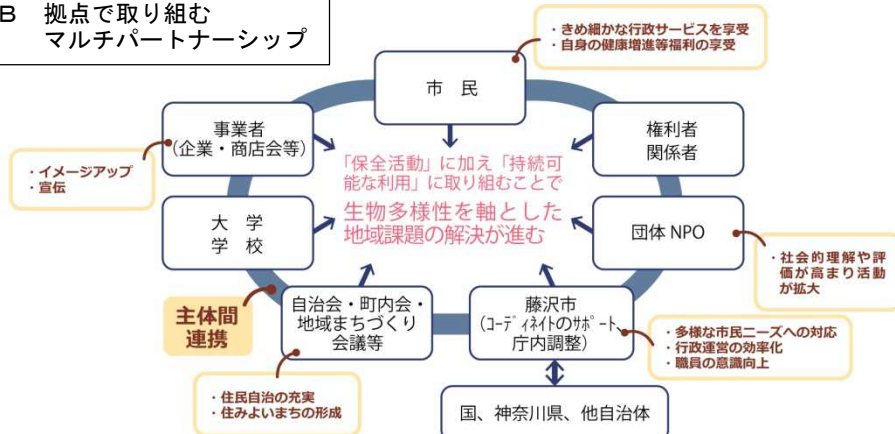 B 拠点で取り組む
マルチパートナーシップ
・きめ細かな行政サービスを享受
・自身の健康増進等福利の享受
市 民
事業者
(企業・商店会等)
権利者
関係者
・イメージアップ
・宣伝
「保全活動」に加え「持続可
能な利用」に取り組むことで
生物多様性を軸とした
地域課題の解決が進む
大 学
学 校
団体 NPO
・社会的理解や評
価が高まり活動
が拡大
主体間
連携
自治会・町内会・
地域まちづくり
会議等
藤沢市
(ｺｰﾃﾞｨﾈｲﾄのｻﾎﾟｰﾄ、
庁内調整)
・多様な市民ニーズへの対応
・行政運営の効率化
・職員の意識向上
・住民自治の充実
・住みよいまちの形成
国、神奈川県、他自治体